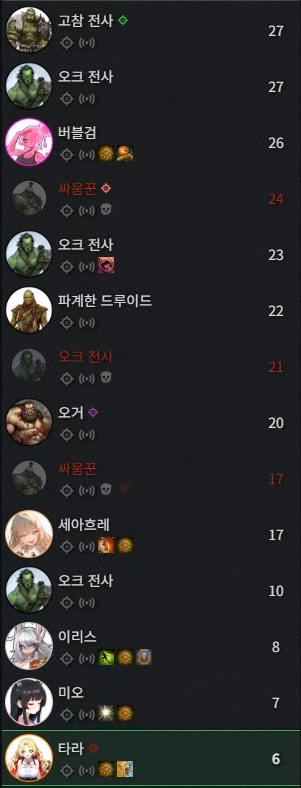 고참 전사 27
오크 전사 27
버블검 26
싸움꾼 24
오크 전사 23
파계한 드루이드 22
오크 전사 21
오거 20
싸움꾼 17
세아흐레 17
오크 전사 10
이리스 8
미오 7
타라 6